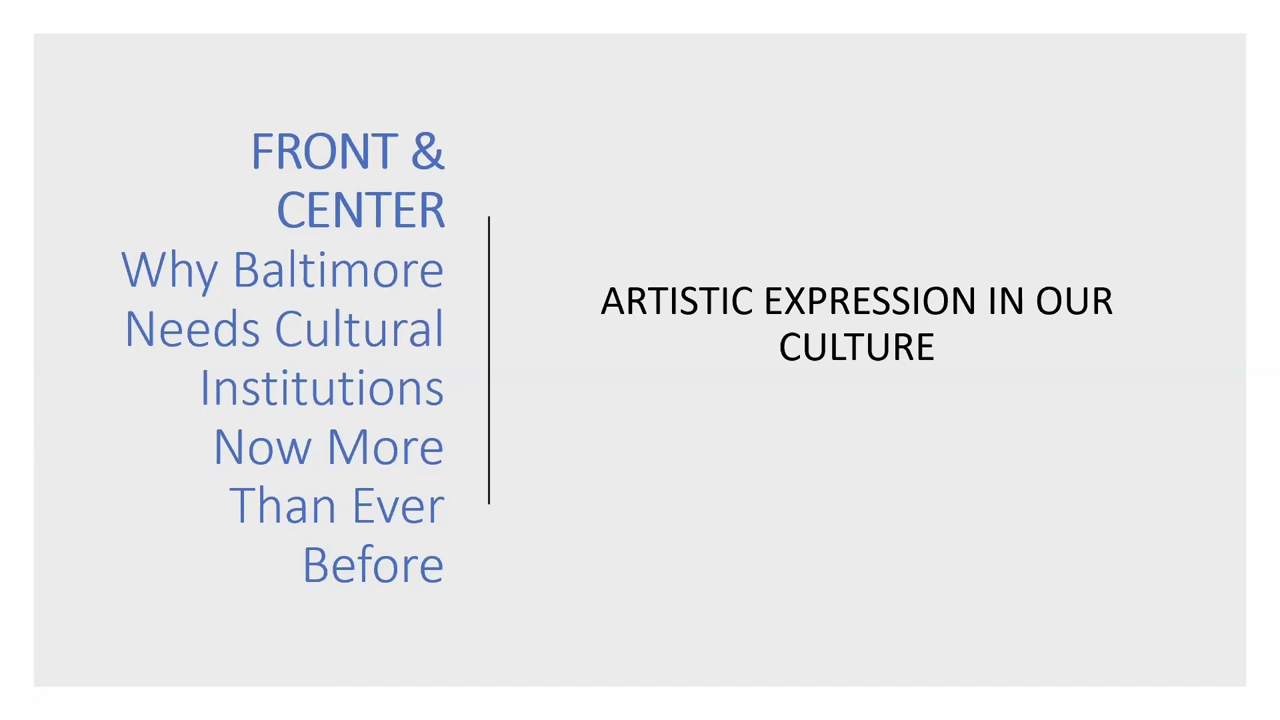 FRONT &
CENTER
Why Baltimore
Needs Cultural
Institutions
Now More
Than Ever
Before
ARTISTIC EXPRESSION IN OUR
CULTURE